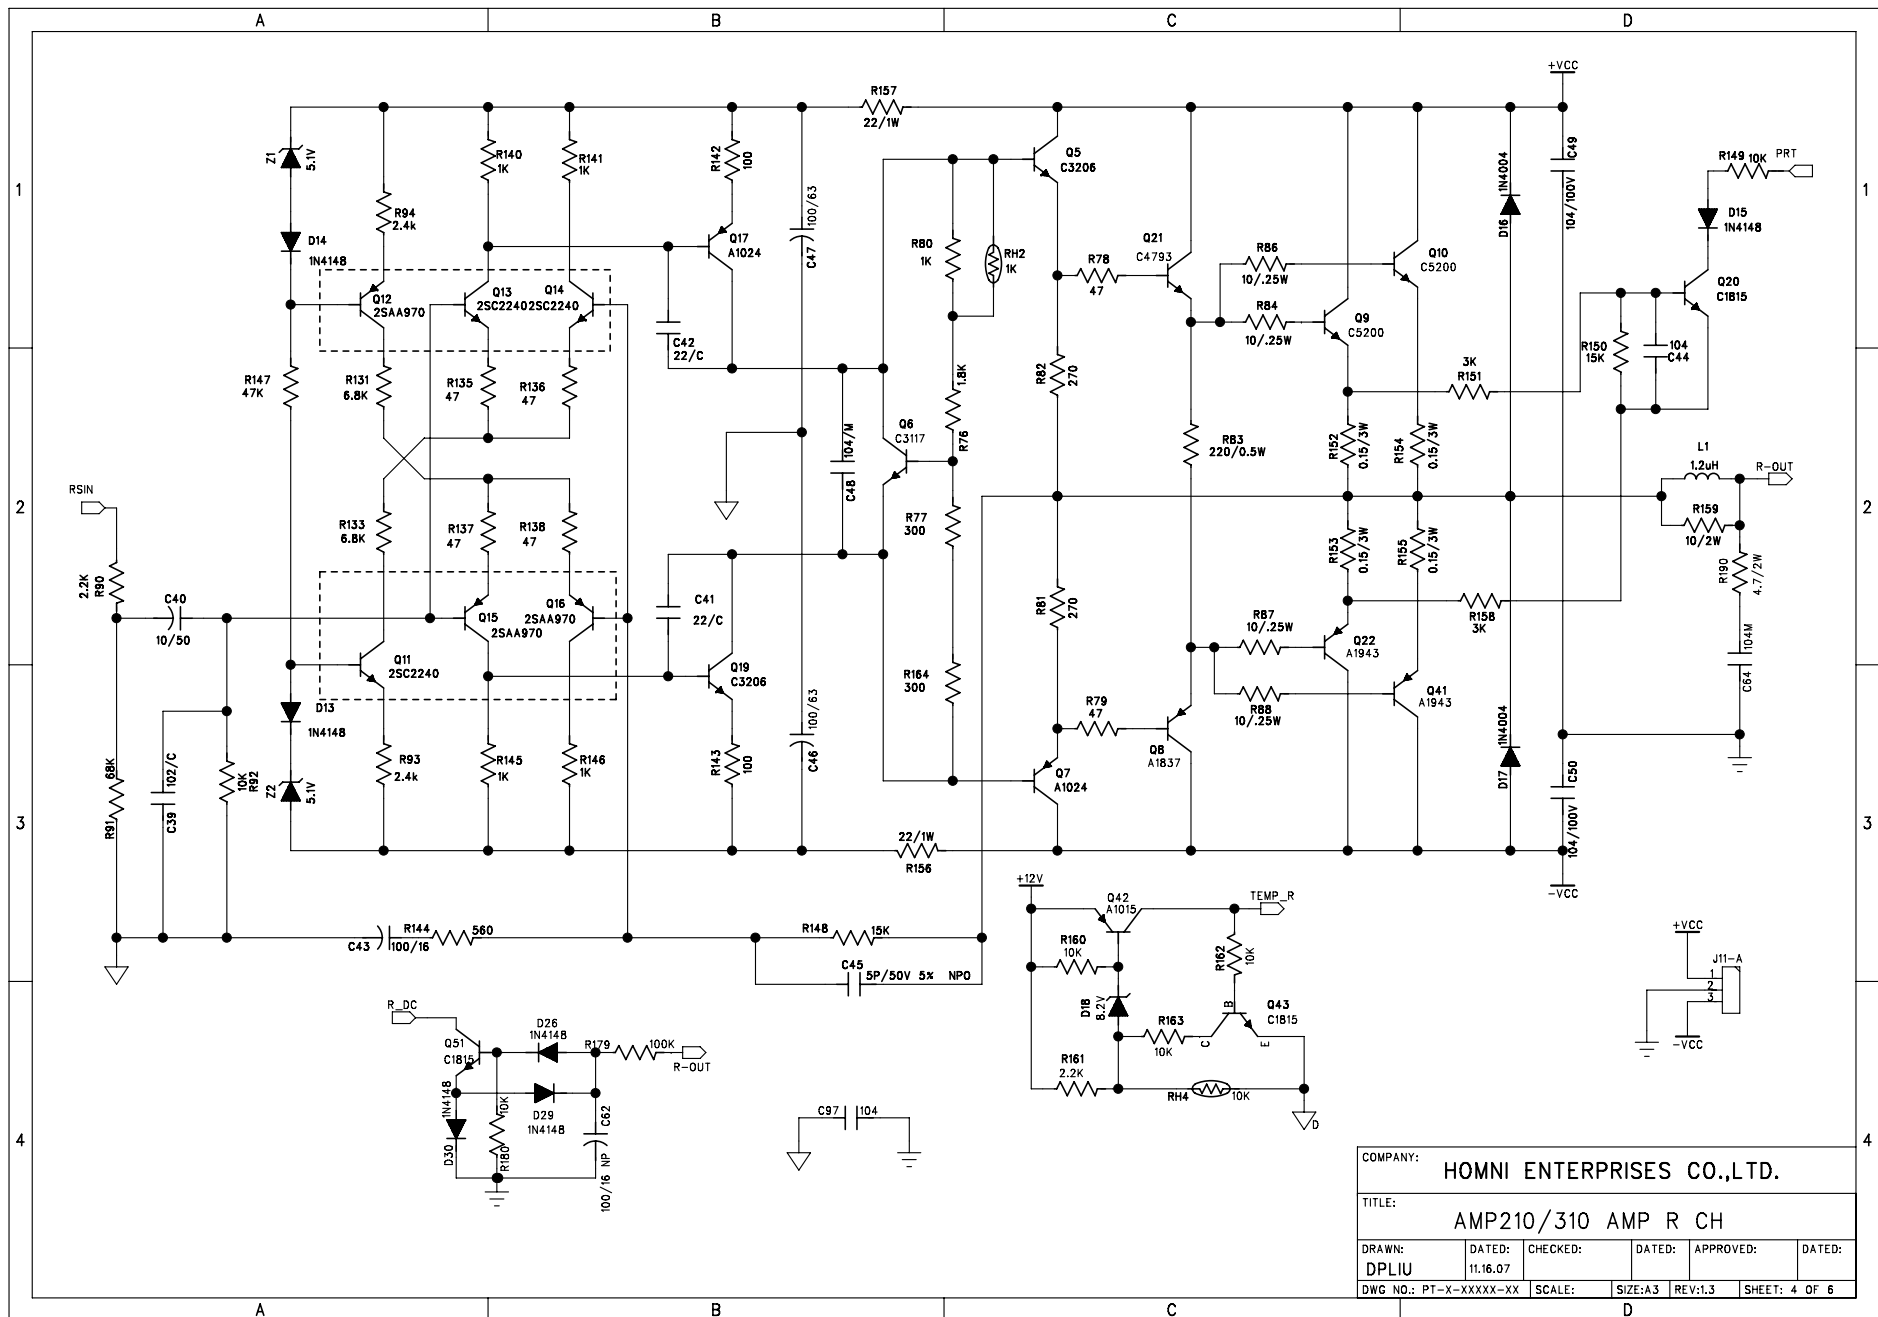 A B C D
+VCC
R157
22/1W
Z1
5.1V
R140
1K
R141
1K
R142
100
100/63
C47
Q5
C3206
1N4004
D16
C49
104/100V
R149 10K PRT
1
1
R94
2.4k
D14
1N4148
Q17
A1024
R80
1K
RH2
1K
Q21
C4793
R78
47
R86
10/.25W
Q10
C5200
D15
1N4148
Q12
2SAA970
Q13
2SC2240
Q14
2SC2240
R84
10/.25W
Q9
C5200
Q20
C1815
C42
22/C
R150
15K
104
C44
R147
47K
R131
6.8K
R135
47
R136
47
1.8K
R76
R82
270
3K
R151
104/M
C48
Q6
C3117
R83
220/0.5W
R152
0.15/3W
R154
0.15/3W
L1
1.2uH
R-OUT
RSIN
2
2
R133
6.8K
R137
47
R138
47
R77
300
R153
0.15/3W
R155
0.15/3W
R159
10/2W
2.2K
R90
C40
10/50
Q15
2SAA970
Q16
2SAA970
C41
22/C
R81
270
R87
10/.25W
R158
3K
R190
4.7/2W
Q11
2SC2240
Q19
C3206
R164
300
Q22
A1943
104M
C64
D13
1N4148
100/63
C46
R79
47
R88
10/.25W
Q41
A1943
68K
R91
102/C
C39
10K
R92
Z2
5.1V
R93
2.4k
R145
1K
R146
1K
R143
100
Q7
A1024
Q8
A1837
1N4004
D17
C50
104/100V
3
3
22/1W
R156
-VCC
+12V
Q42
A1015
TEMP_R
C43
100/16
R144
560
R148
15K
R160
10K
R162
10K
+VCC
C45
5P/50V 5% NPO
J11-A
1
2
3
-VCC
R_DC
D26
1N4148
Q51
C1815
R179
100K
R-OUT
D18
8.2V
R163
10K
B
C
E
Q43
C1815
1N4148
D30
10K
R180
D29
1N4148
C62
100/16 NP
R161
2.2K
RH4
10K
D
C97
104
4
4
COMPANY:
HOMNI ENTERPRISES CO.,LTD.
TITLE:
AMP210/310 AMP R CH
DRAWN: DATED: CHECKED: DATED: APPROVED: DATED:
DPLIU 11.16.07
DWG NO.: PT-X-XXXXX-XX SCALE: SIZE:A3 REV:1.3 SHEET: 4 OF 6
A B C D